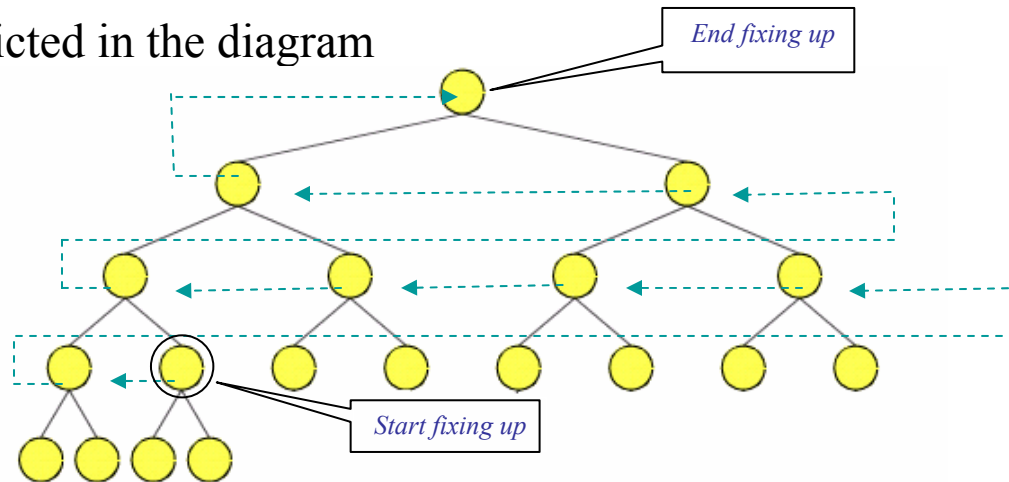 icted in the diagram
End fixing up
Start fixing up